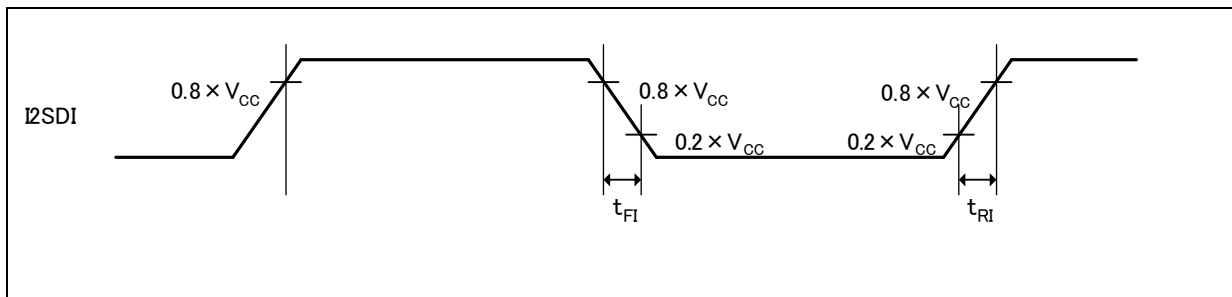 I2SDI
0.8 × VCC
0.8 × VCC
0.2 × VCC
0.8 × VCC
0.2 × VCC
tFI
tRI